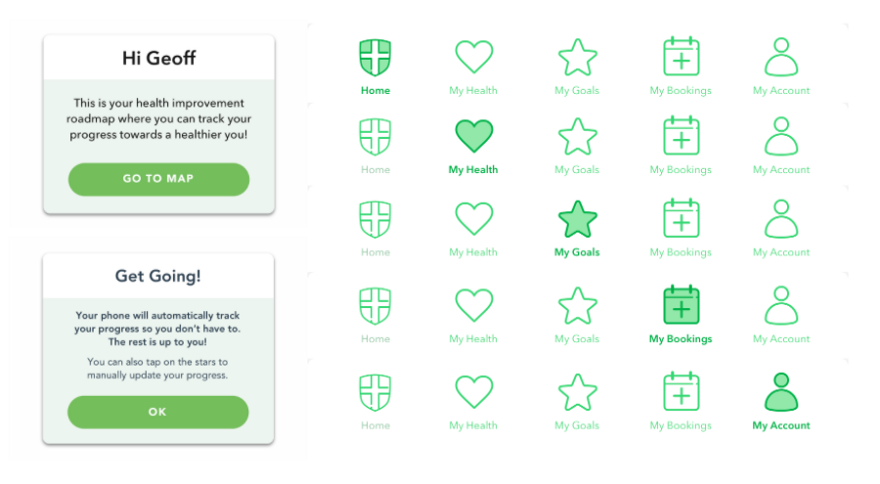 Hi Geoff
This is your health improvement
roadmap where you can track your
progress towards a healthier you!
GO TO MAP
Get Going!
Your phone will automatically track
your progress so you don't have to.
The rest is up to you!
You can also tap on the stars to
manually update your progress.
OK
Home My Health My Goals My Bookings My Account
Home My Health My Goals My Bookings My Account
Home My Health My Goals My Bookings My Account
Home My Health My Goals My Bookings My Account
Home My Health My Goals My Bookings My Account